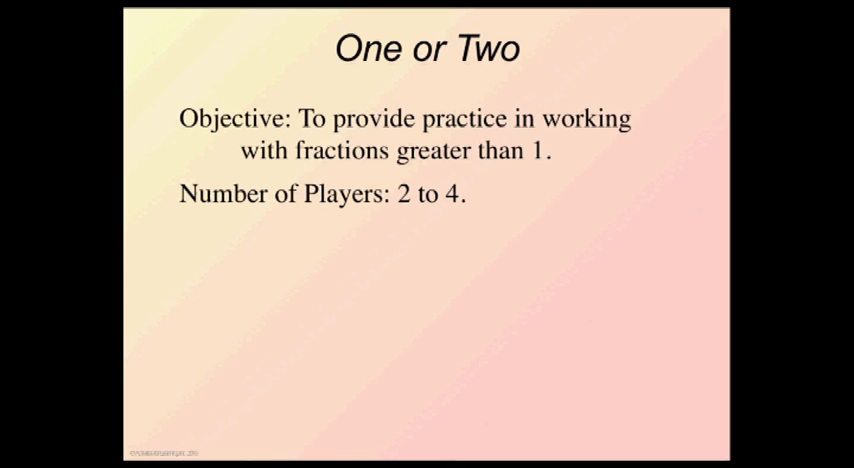 One or Two
Objective: To provide practice in working
with fractions greater than 1.
Number of Players: 2 to 4.